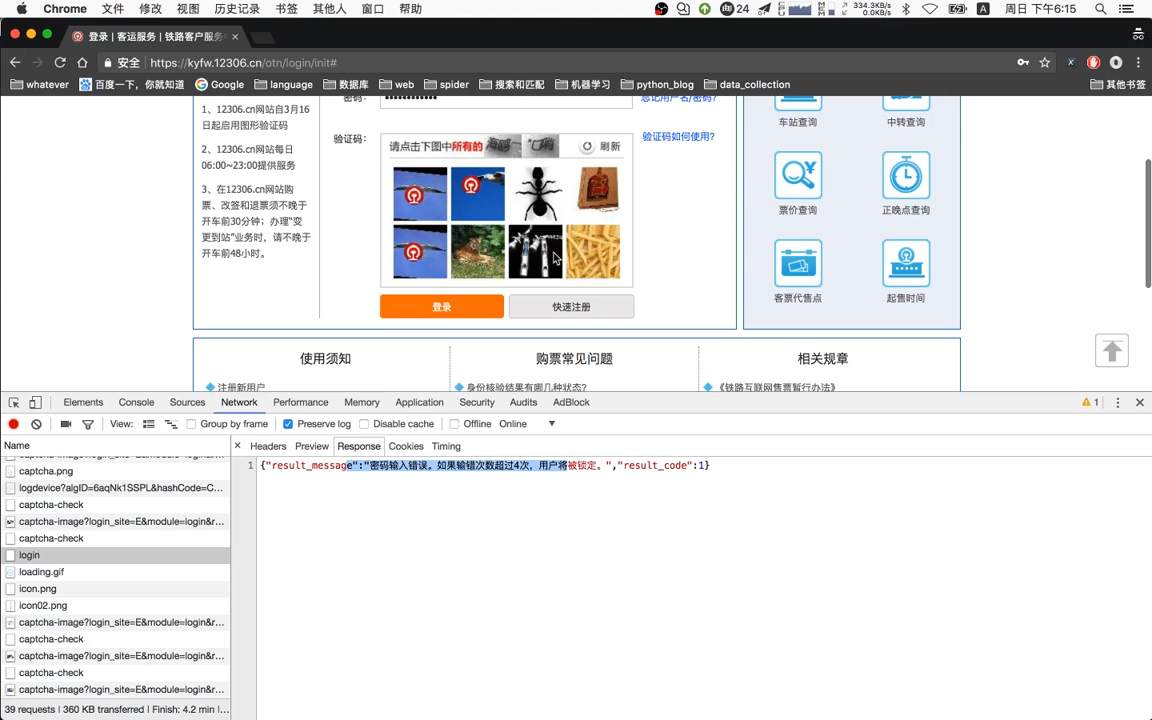 Chrome 文件 修改 视图 历史记录 书签 其他人 窗口 帮助
24 334.3KB/s 0.0KB/s A 周日 下午6:15
登录 | 客运服务 | 铁路客户服务
安全 https://kyfw.12306.cn/otn/login/init#
whatever 百度一下，你就知道 Google language 数据库 web spider 搜索和匹配 机器学习 python_blog data_collection 其他书签
1、12306.cn网站自3月16
日起启用图形验证码
2、12306.cn网站每日
06:00~23:00提供服务
3、在12306.cn网站购
票、改签和退票须不晚于
开车前30分钟；办理“变
更到站”业务时，请不晚于
开车前48小时。
密码：
忘记用户名/密码?
验证码：
请点击下图中所有的
刷新
验证码如何使用?
登录
快速注册
车站查询 中转查询
票价查询 正晚点查询
客票代售点 起售时间
使用须知 购票常见问题 相关规章
注册新用户 身份核验结果有哪几种状态? 《铁路互联网售票暂行办法》
Elements Console Sources Network Performance Memory Application Security Audits AdBlock 1
View: Group by frame Preserve log Disable cache Offline Online
Name
Headers Preview Response Cookies Timing
1 {"result_message":"密码输入错误。如果输错次数超过4次，用户将被锁定。","result_code":1}
captcha.png
logdevice?algID=6aqNk1SSPL&hashCode=C...
captcha-check
captcha-image?login_site=E&module=login&r...
captcha-check
login
loading.gif
icon.png
icon02.png
captcha-image?login_site=E&module=login&r...
captcha-check
captcha-image?login_site=E&module=login&r...
captcha-check
captcha-image?login_site=E&module=login&r...
39 requests | 360 KB transferred | Finish: 4.2 min |...